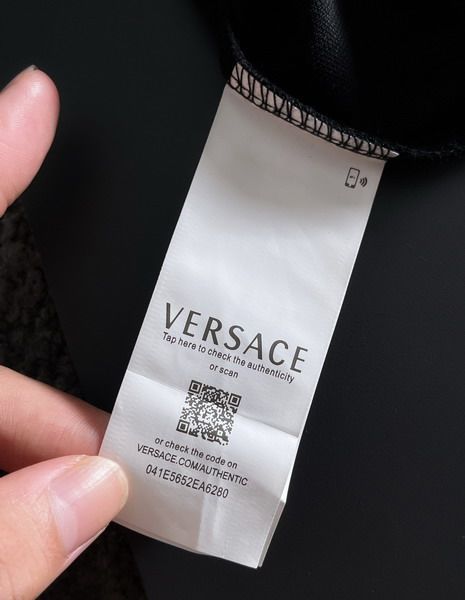 VERSACE
Tap here to check the authenticity
or scan
or check the code on
VERSACE.COM/AUTHENTIC
041E5652EA6280